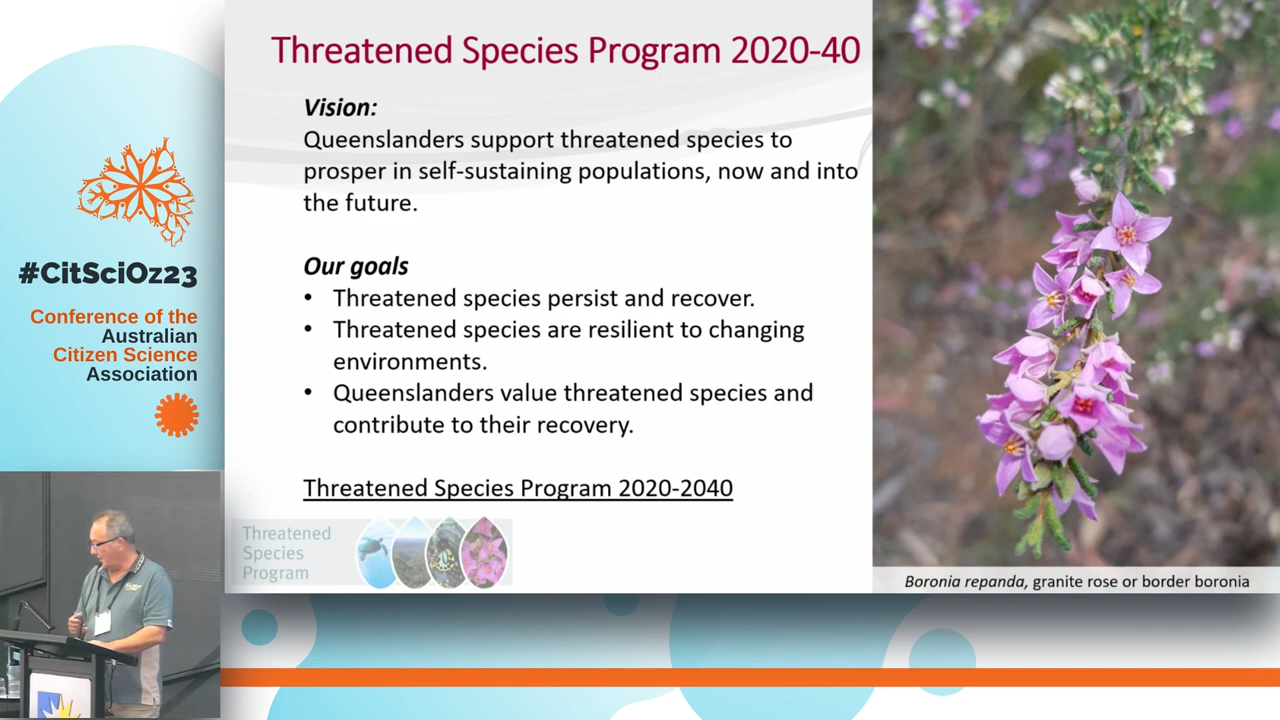 Threatened Species Program 2020-40
Vision:
Queenslanders support threatened species to
prosper in self-sustaining populations, now and into
the future.
Our goals
• Threatened species persist and recover.
• Threatened species are resilient to changing
environments.
• Queenslanders value threatened species and
contribute to their recovery.
Threatened Species Program 2020-2040
Threatened
Species
Program
Boronia repanda, granite rose or border boronia
#CitSciOz23
Conference of the
Australian
Citizen Science
Association